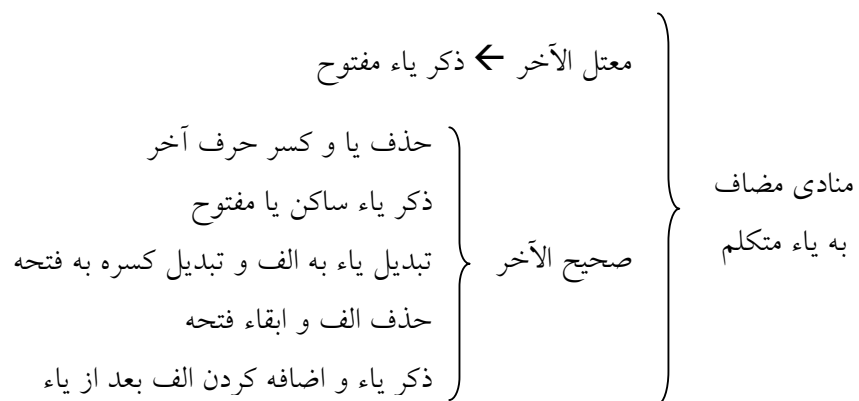 منادی مضاف
به یاء متکلم
معتل الآخر ← ذکر یاء مفتوح
صحیح الآخر
حذف یا و کسر حرف آخر
ذکر یاء ساکن یا مفتوح
تبدیل یاء به الف و تبدیل کسره به فتحه
حذف الف و ابقاء فتحه
ذکر یاء و اضافه کردن الف بعد از یاء